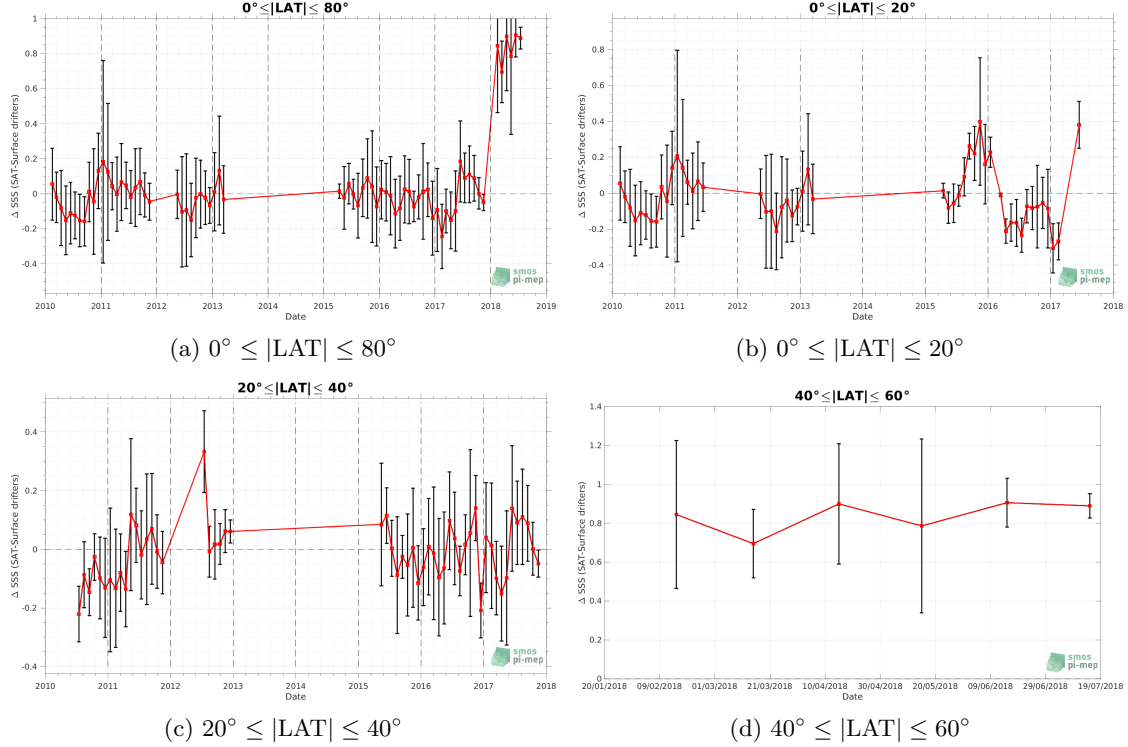 0°≤|LAT|≤ 80°
Δ SSS (SAT-Surface drifters)
1
0.8
0.6
0.4
0.2
0
-0.2
-0.4
2010 2011 2012 2013 2014 2015 2016 2017 2018 2019
Date
smos
pi-mep
(a) 0° ≤ |LAT| ≤ 80°
0°≤|LAT|≤ 20°
Δ SSS (SAT-Surface drifters)
0.8
0.6
0.4
0.2
0
-0.2
-0.4
-0.6
2010 2011 2012 2013 2014 2015 2016 2017 2018
Date
smos
pi-mep
(b) 0° ≤ |LAT| ≤ 20°
20°≤|LAT|≤ 40°
Δ SSS (SAT-Surface drifters)
0.4
0.2
0
-0.2
-0.4
2010 2011 2012 2013 2014 2015 2016 2017 2018
Date
smos
pi-mep
(c) 20° ≤ |LAT| ≤ 40°
40°≤|LAT|≤ 60°
Δ SSS (SAT-Surface drifters)
1.4
1.2
1
0.8
0.6
0.4
0.2
0
20/01/2018 09/02/2018 01/03/2018 21/03/2018 10/04/2018 30/04/2018 20/05/2018 09/06/2018 29/06/2018 19/07/2018
Date
smos
pi-mep
(d) 40° ≤ |LAT| ≤ 60°